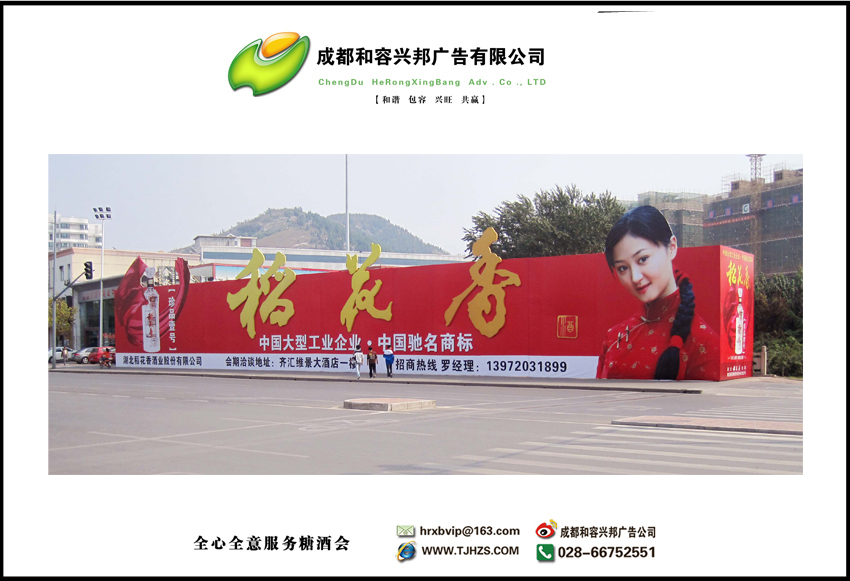 成都和容兴邦广告有限公司
ChengDu HeRongXingBang Adv . Co ., LTD
【和谐 包容 兴旺 共赢】
稻花香
【珍品壹号】
中国大型工业企业 · 中国驰名商标
湖北稻花香酒业股份有限公司
会期洽谈地址：齐汇维景大酒店一楼
招商热线 罗经理：13972031899
稻花香
全心全意服务糖酒会
hrxbvip@163.com
成都和容兴邦广告公司
WWW.TJHZS.COM
028-66752551